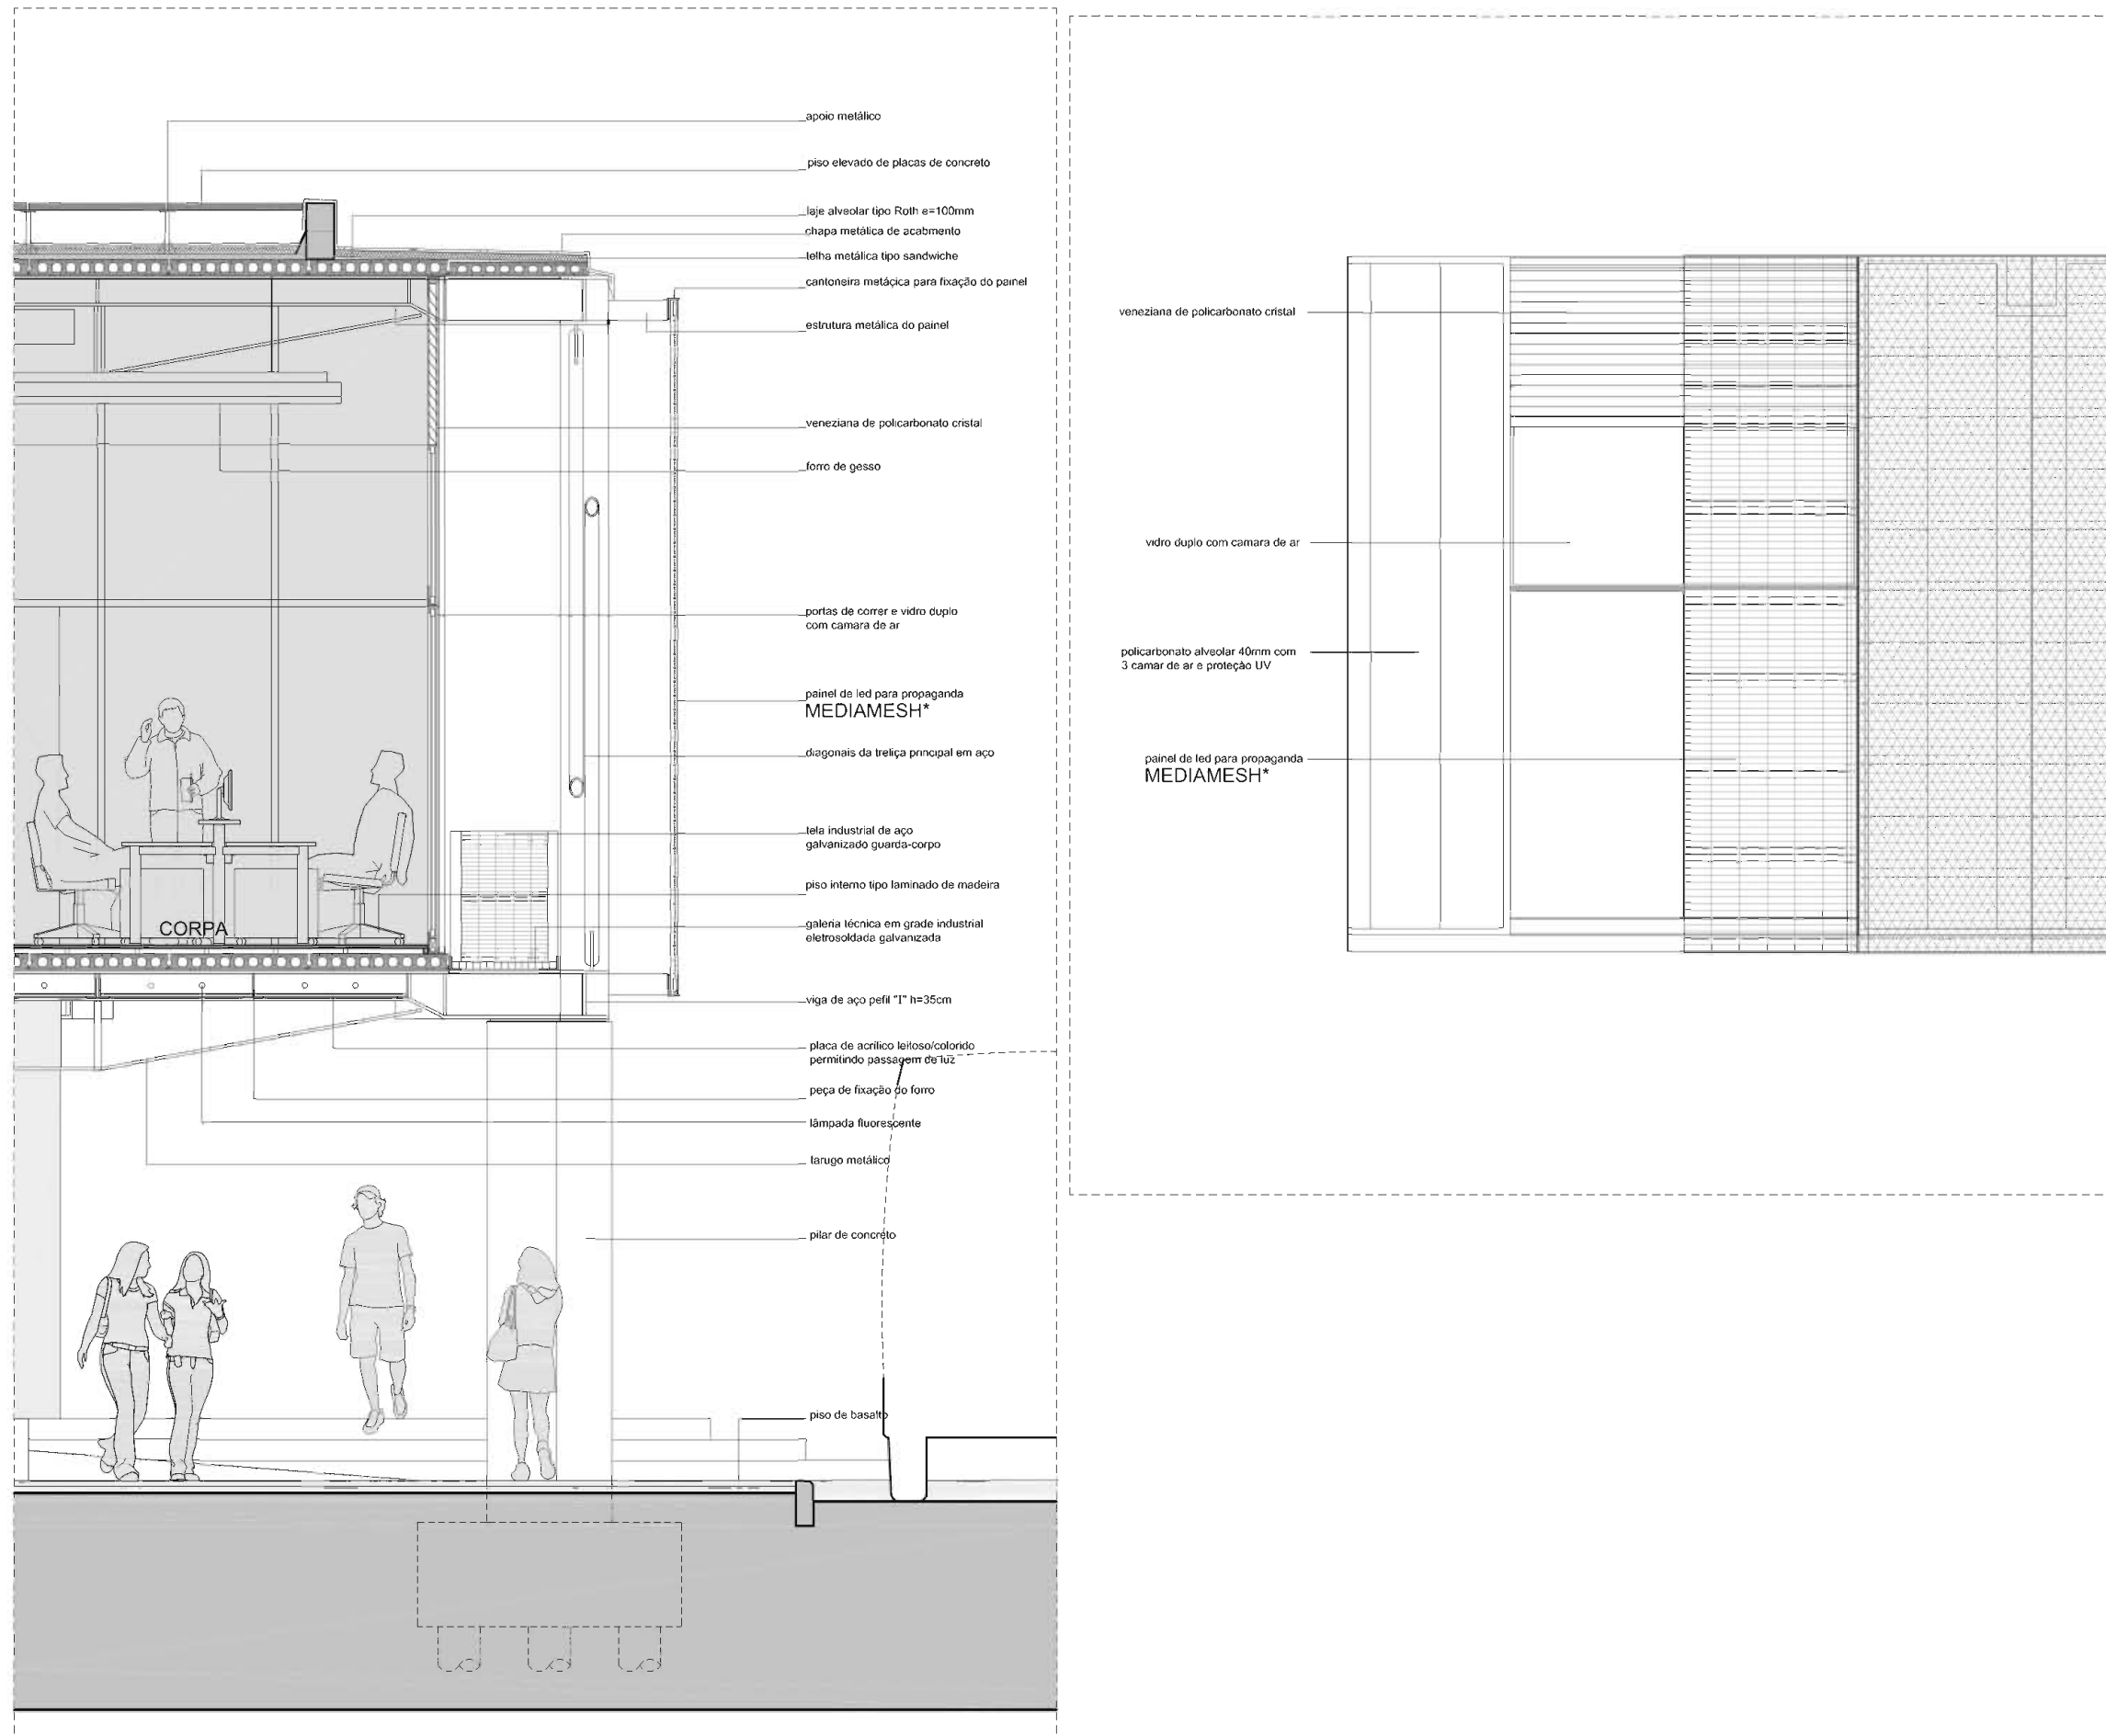 apoio metálico
piso elevado de placas de concreto
laje alveolar tipo Roth e=100mm
chapa metálica de acabmento
telha metálica tipo sandwiche
cantoneira metáçica para fixação do painel
estrutura metálica do painel
veneziana de policarbonato cristal
forro de gesso
portas de correr e vidro duplo
com camara de ar
painel de led para propaganda
MEDIAMESH*
diagonais da treliça principal em aço
tela industrial de aço
galvanizado guarda-corpo
piso interno tipo laminado de madeira
galeria técnica em grade industrial
eletrosoldada galvanizada
CORPA
viga de aço pefil "I" h=35cm
placa de acrílico leitoso/colorido
permitindo passagem de luz
peça de fixação do forro
lâmpada fluorescente
tarugo metálico
pilar de concreto
piso de basalto
veneziana de policarbonato cristal
vidro duplo com camara de ar
policarbonato alveolar 40mm com
3 camar de ar e proteção UV
painel de led para propaganda
MEDIAMESH*